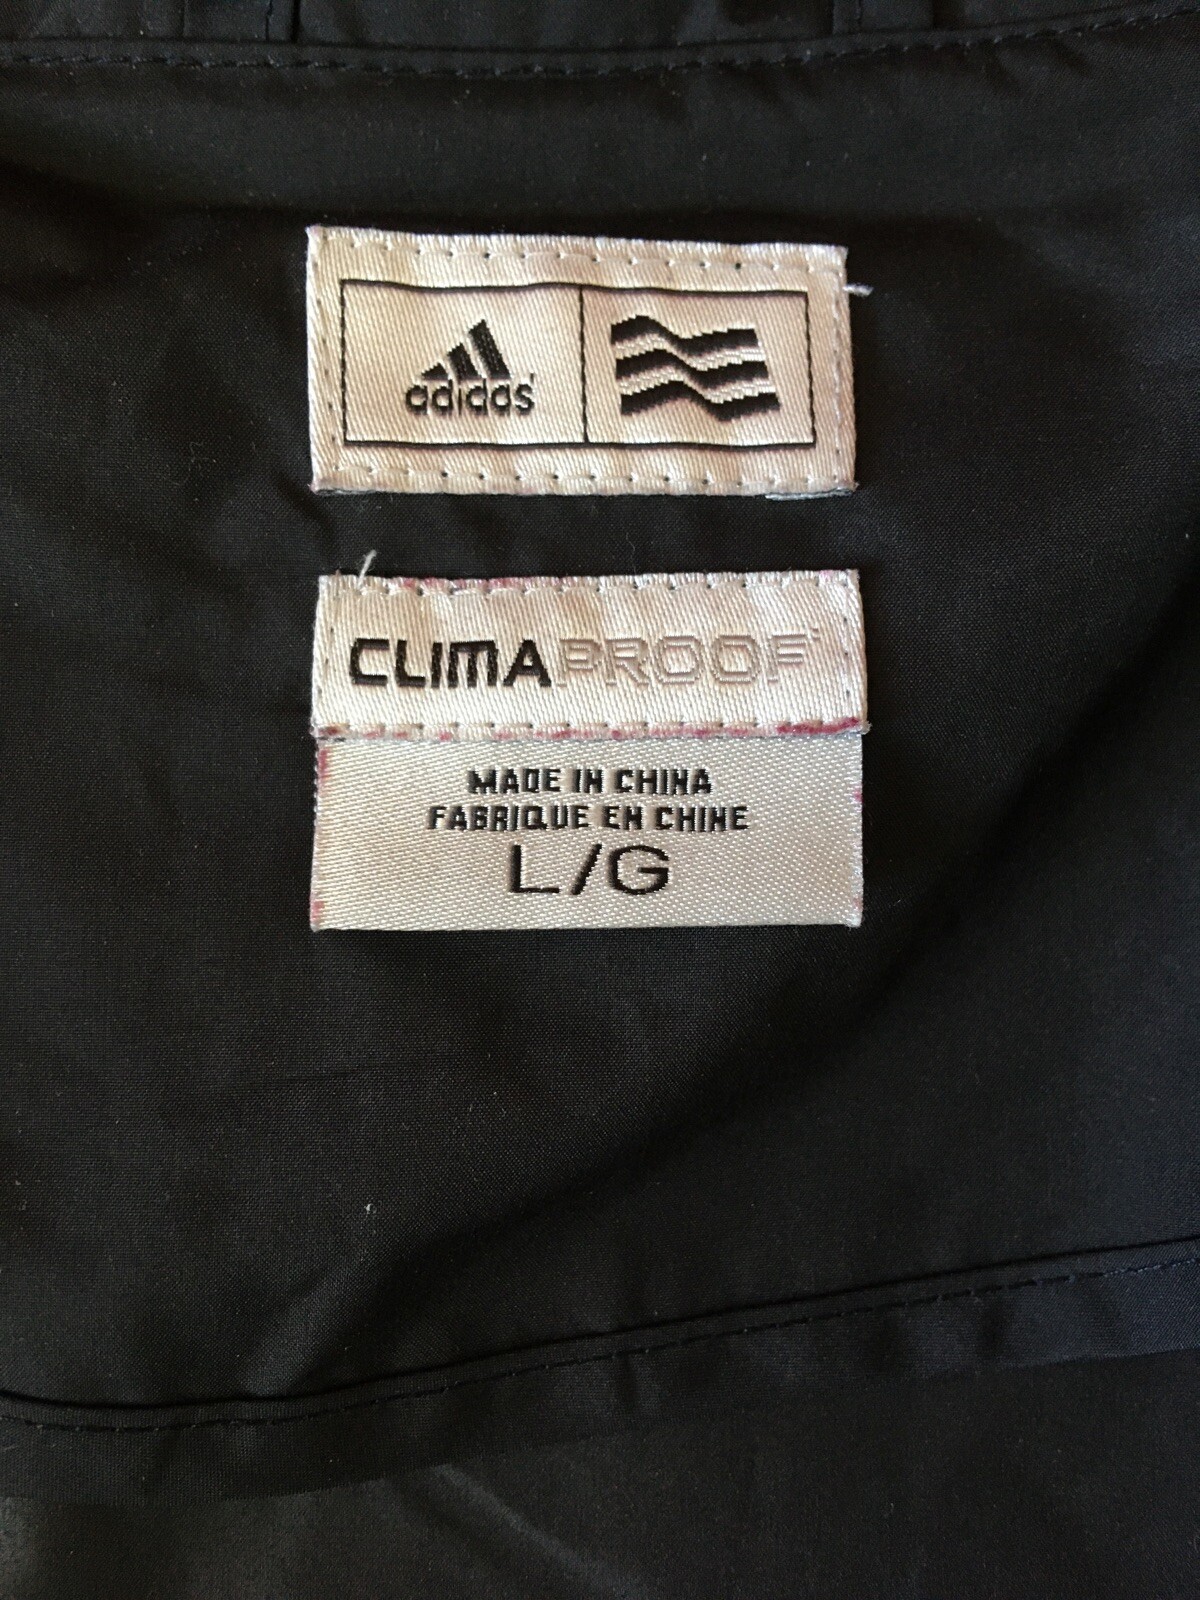 adidas
CLIMAPROOF
MADE IN CHINA
FABRIQUE EN CHINE
L/G